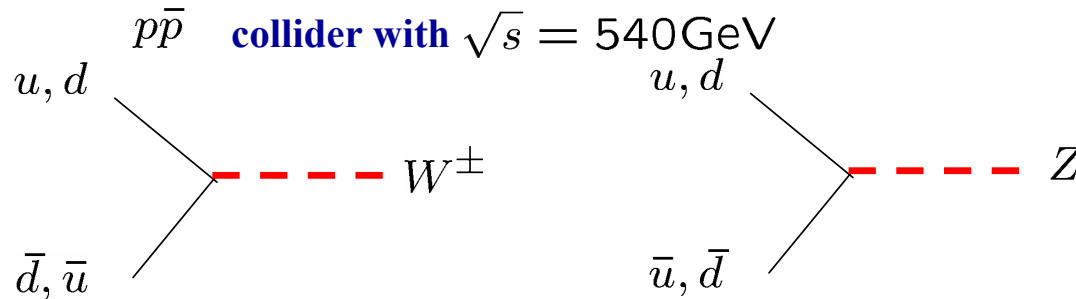 pp̄ collider with √s = 540GeV
u, d
u, d
W±
Z
d̄, ū
ū, d̄